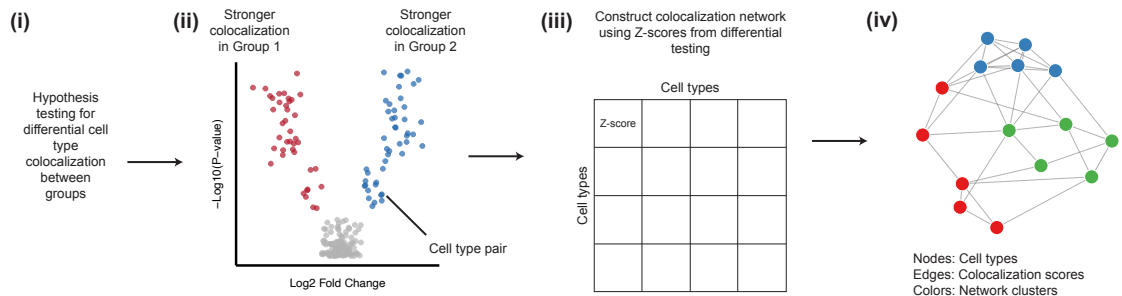 (i)
Hypothesis
testing for
differential cell
type
colocalization
between
groups
(ii)
Stronger
colocalization
in Group 1
Stronger
colocalization
in Group 2
−Log10(P−value)
Log2 Fold Change
Cell type pair
(iii)
Construct colocalization network
using Z-scores from differential
testing
Cell types
Cell types
Z-score
(iv)
Nodes: Cell types
Edges: Colocalization scores
Colors: Network clusters